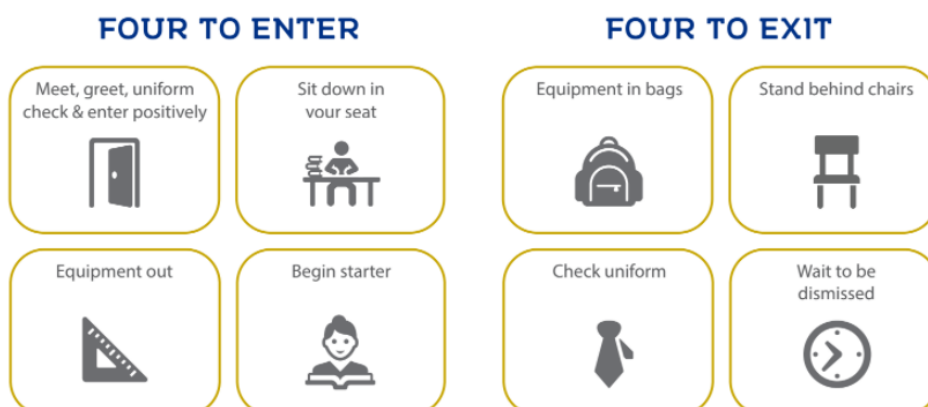 FOUR TO ENTER
Meet, greet, uniform
check & enter positively
Sit down in
your seat
Equipment out
Begin starter
FOUR TO EXIT
Equipment in bags
Stand behind chairs
Check uniform
Wait to be
dismissed